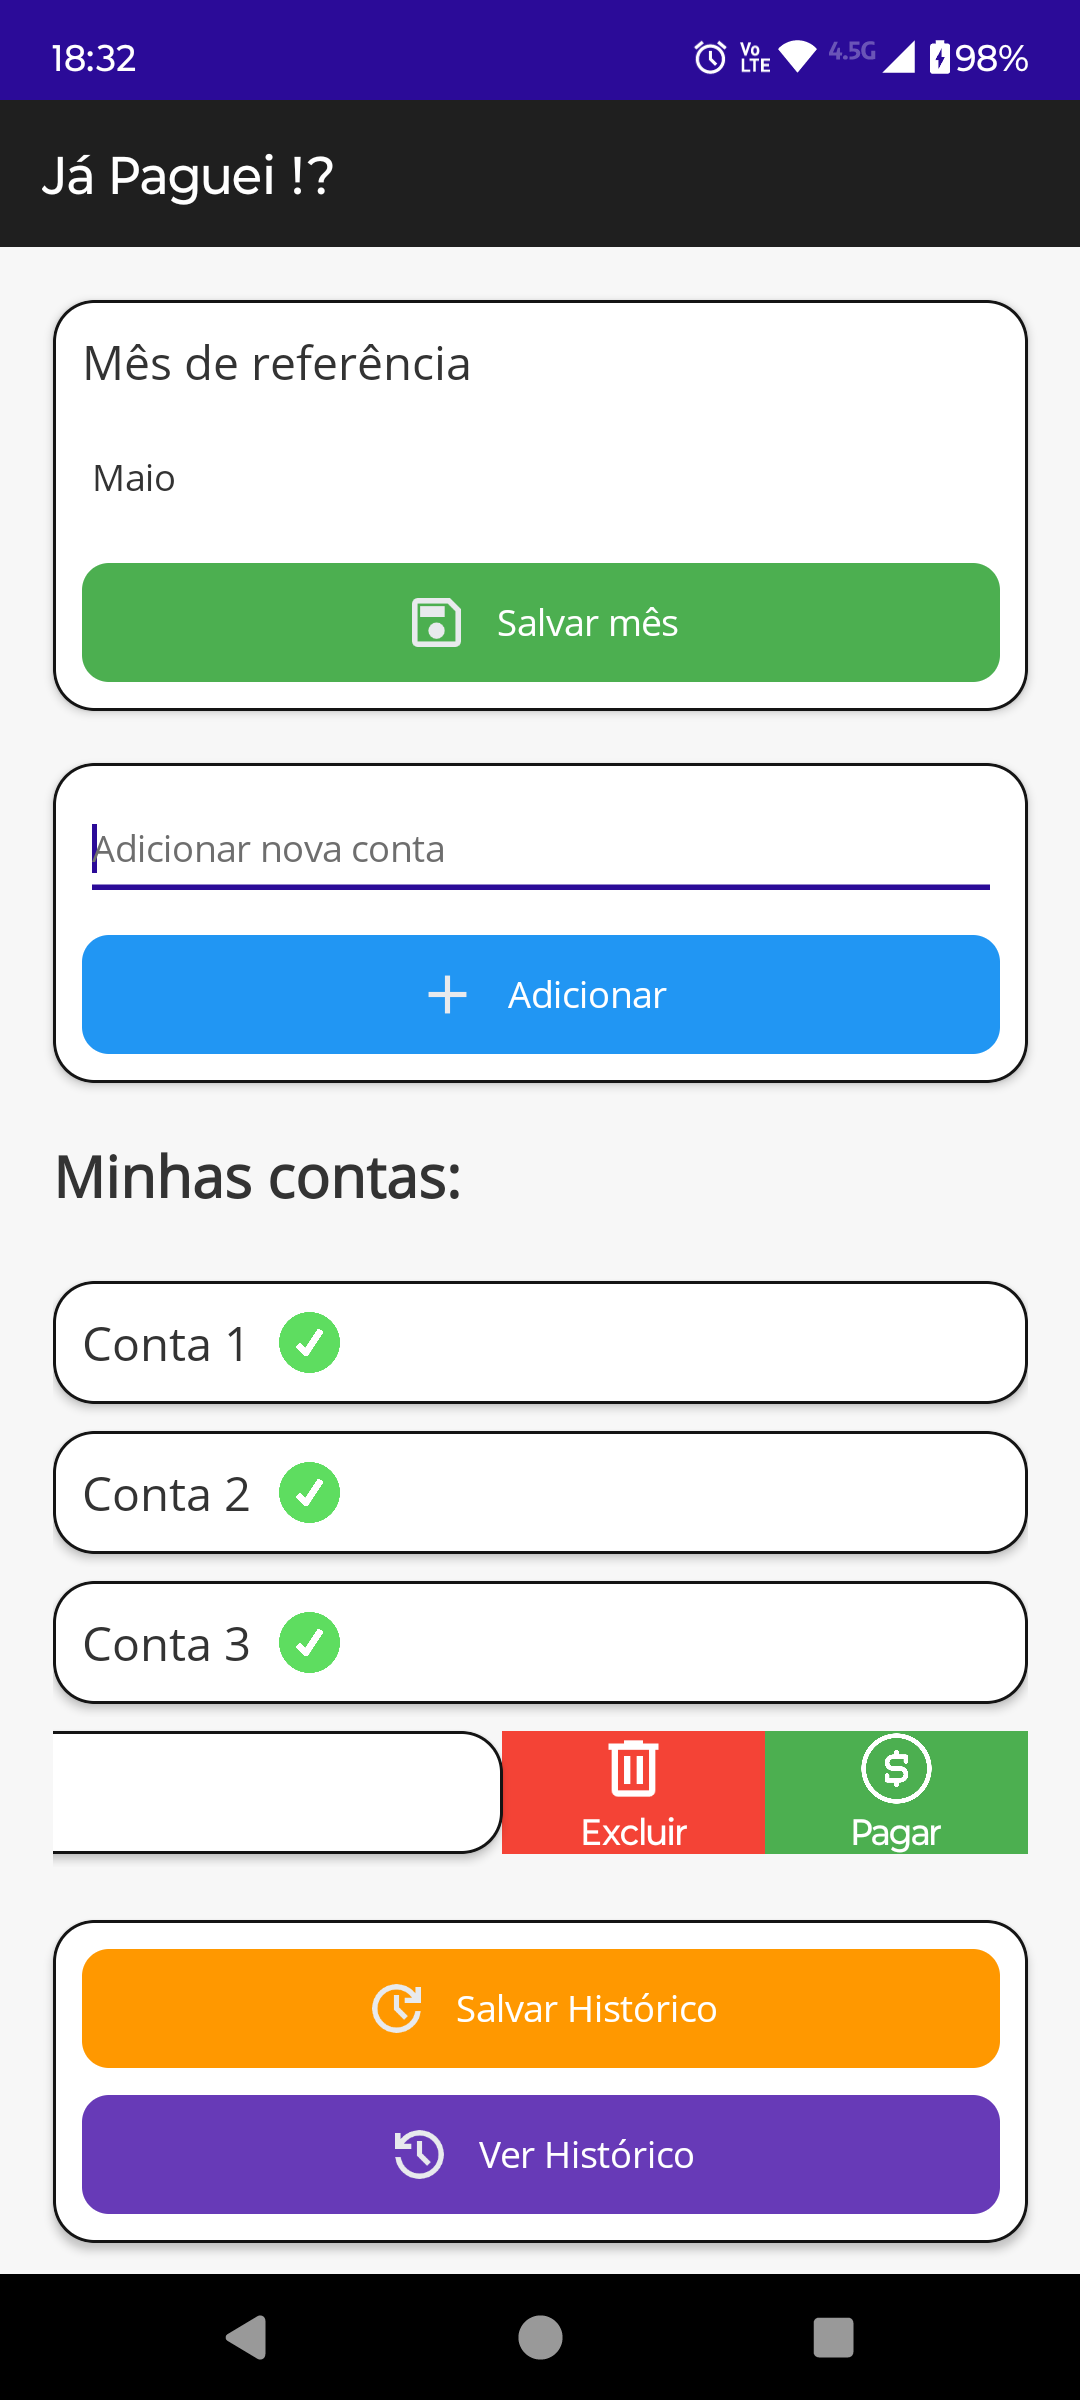 18:32
Vo LTE 4.5G 98%
Já Paguei !?
Mês de referência
Maio
Salvar mês
Adicionar nova conta
Adicionar
Minhas contas:
Conta 1
Conta 2
Conta 3
Excluir
Pagar
Salvar Histórico
Ver Histórico